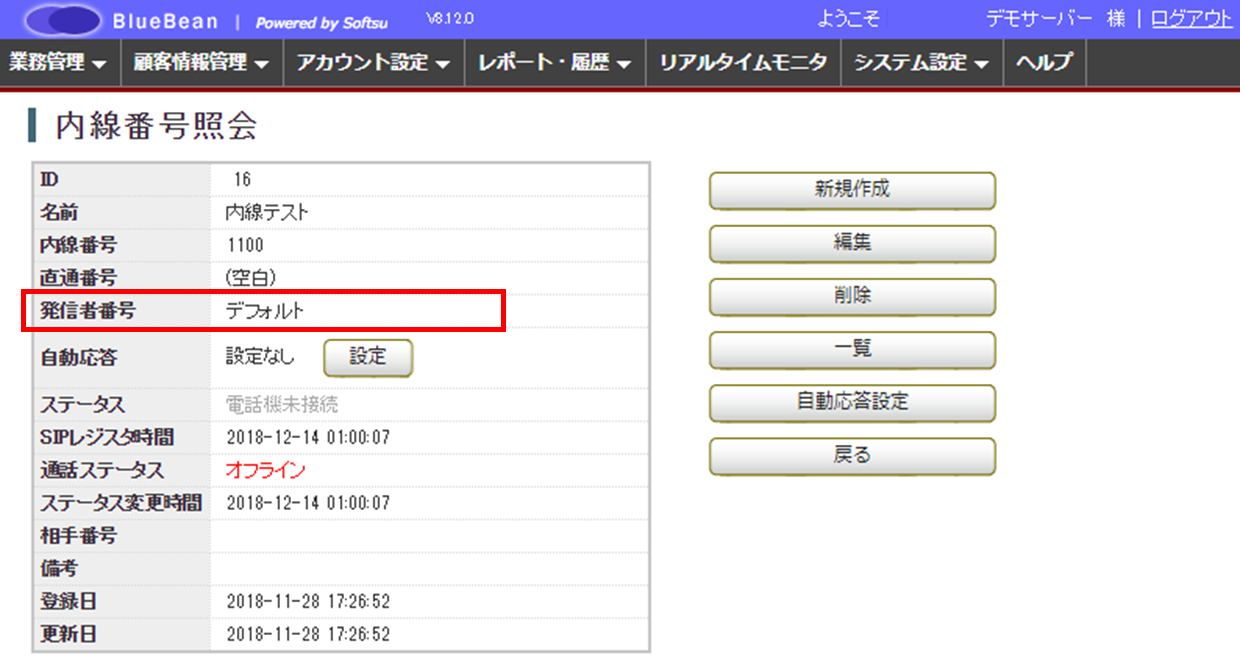 BlueBean | Powered by Softsu V8.12.0 ようこそ デモサーバー 様 | ログアウト
業務管理 ▼ 顧客情報管理 ▼ アカウント設定 ▼ レポート・履歴 ▼ リアルタイムモニタ システム設定 ▼ ヘルプ
内線番号照会
ID 16
名前 内線テスト
内線番号 1100
直通番号 (空白)
発信者番号 デフォルト
自動応答 設定なし 設定
ステータス 電話機未接続
SIPレジスタ時間 2018-12-14 01:00:07
通話ステータス オフライン
ステータス変更時間 2018-12-14 01:00:07
相手番号
備考
登録日 2018-11-28 17:26:52
更新日 2018-11-28 17:26:52
新規作成
編集
削除
一覧
自動応答設定
戻る